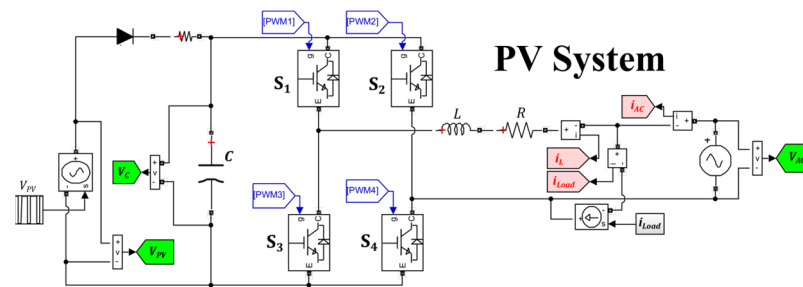 [PWM1]
[PWM2]
PV System
g
C
g
C
S1
S2
E
E
L
R
iAC
i
+
-
+
-
+
i
-
iL
iLoad
+
v
-
VAC
VC
+
v
-
C
VPV
+
-
s
[PWM3]
[PWM4]
g
C
g
C
S3
S4
E
E
+
v
-
VPV
+
-
s
iLoad